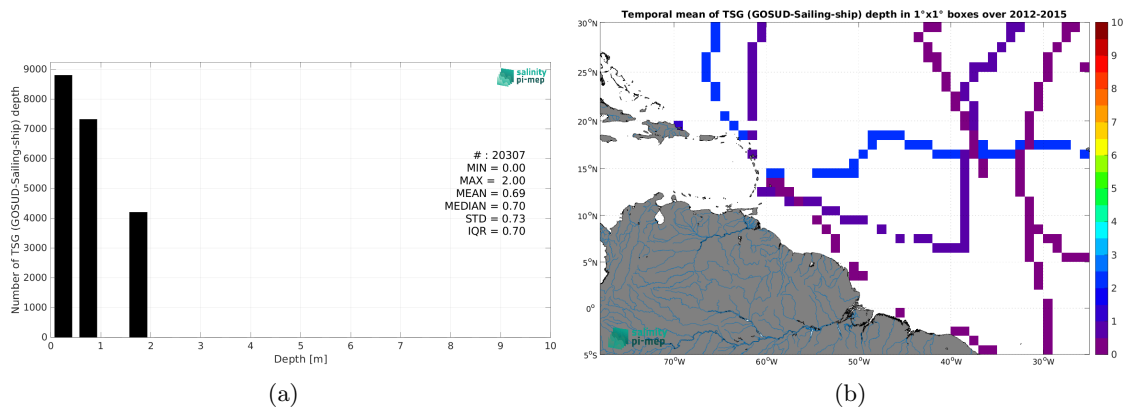 9000
8000
7000
6000
5000
4000
3000
2000
1000
0
Number of TSG (GOSUD-Sailing-ship) depth
salinity
pi-mep
# : 20307
MIN = 0.00
MAX = 2.00
MEAN = 0.69
MEDIAN = 0.70
STD = 0.73
IQR = 0.70
0 1 2 3 4 5 6 7 8 9 10
Depth [m]
(a)
Temporal mean of TSG (GOSUD-Sailing-ship) depth in 1°x1° boxes over 2012-2015
30°N
25°N
20°N
15°N
10°N
5°N
0°
5°S
salinity
pi-mep
70°W 60°W 50°W 40°W 30°W
10
9
8
7
6
5
4
3
2
1
0
(b)